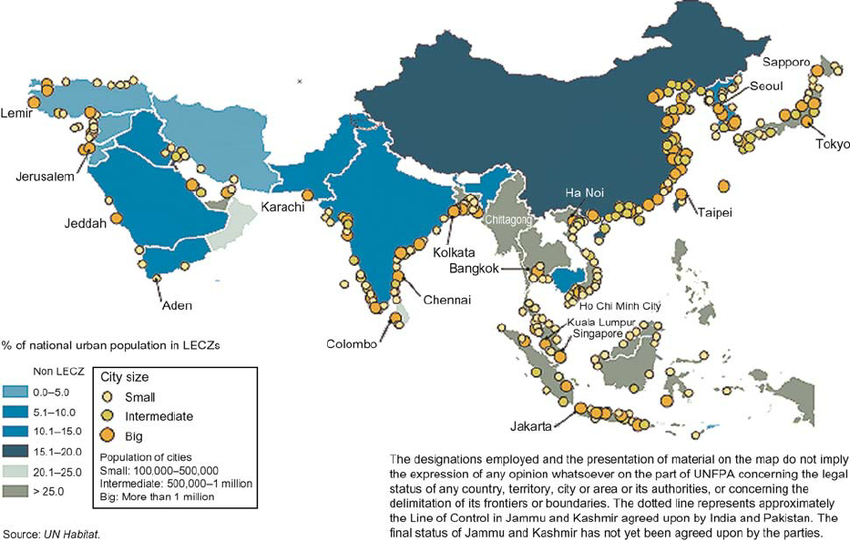 Sapporo
Seoul
Lemir
Tokyo
Jerusalem
Ha Noi
Karachi
Taipei
Jeddah
Chittagong
Kolkata
Bangkok
Aden
Chennai
Ho Chi Minh City
Kuala Lumpur
Singapore
Colombo
Jakarta
% of national urban population in LECZs
Non LECZ
0.0–5.0
5.1–10.0
10.1–15.0
15.1–20.0
20.1–25.0
> 25.0
City size
Small
Intermediate
Big
Population of cities
Small: 100,000–500,000
Intermediate: 500,000–1 million
Big: More than 1 million
Source: UN Habitat.
The designations employed and the presentation of material on the map do not imply
the expression of any opinion whatsoever on the part of UNFPA concerning the legal
status of any country, territory, city or area or its authorities, or concerning the
delimitation of its frontiers or boundaries. The dotted line represents approximately
the Line of Control in Jammu and Kashmir agreed upon by India and Pakistan. The
final status of Jammu and Kashmir has not yet been agreed upon by the parties.